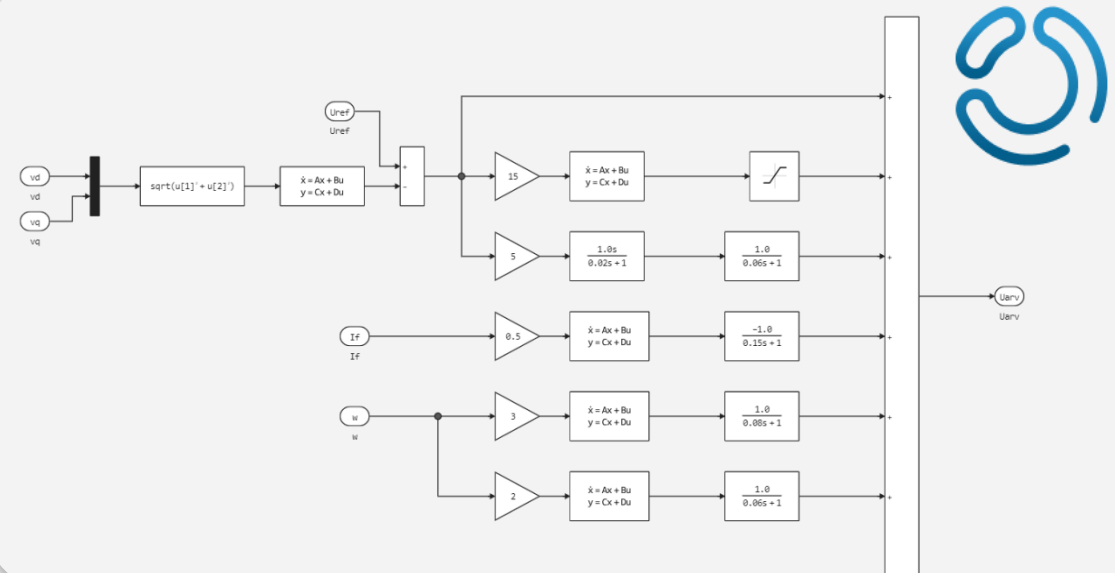 Uref
Uref
vd
vd
vq
vq
sqrt(u[1]²+u[2]²)
ẋ = Ax + Bu
y = Cx + Du
+
-
+
15
ẋ = Ax + Bu
y = Cx + Du
+
5
1.0s
0.02s + 1
1.0
0.06s + 1
+
If
If
0.5
ẋ = Ax + Bu
y = Cx + Du
-1.0
0.15s + 1
+
w
w
3
ẋ = Ax + Bu
y = Cx + Du
1.0
0.08s + 1
+
2
ẋ = Ax + Bu
y = Cx + Du
1.0
0.06s + 1
+
Uarv
Uarv